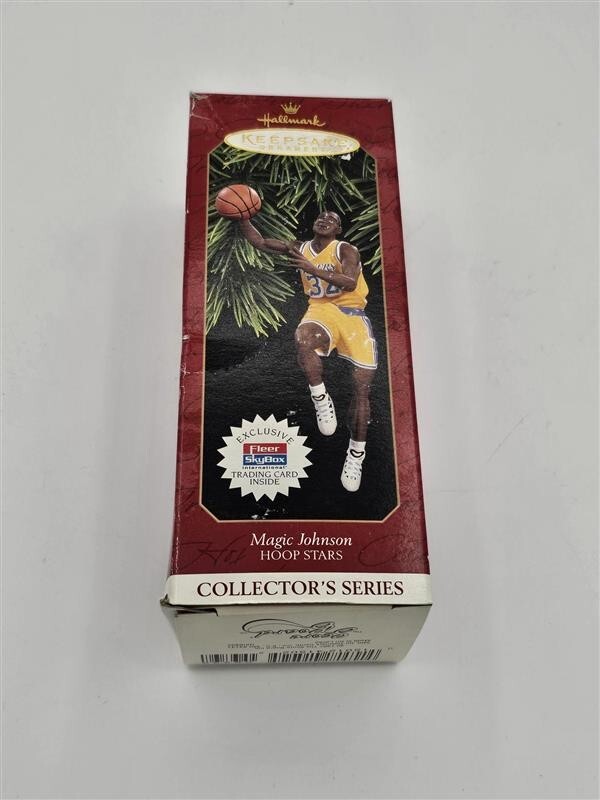 Hallmark
KEEPSAKE
ORNAMENT
32
EXCLUSIVE
Fleer
SkyBox
International
TRADING CARD
INSIDE
Magic Johnson
HOOP STARS
COLLECTOR'S SERIES